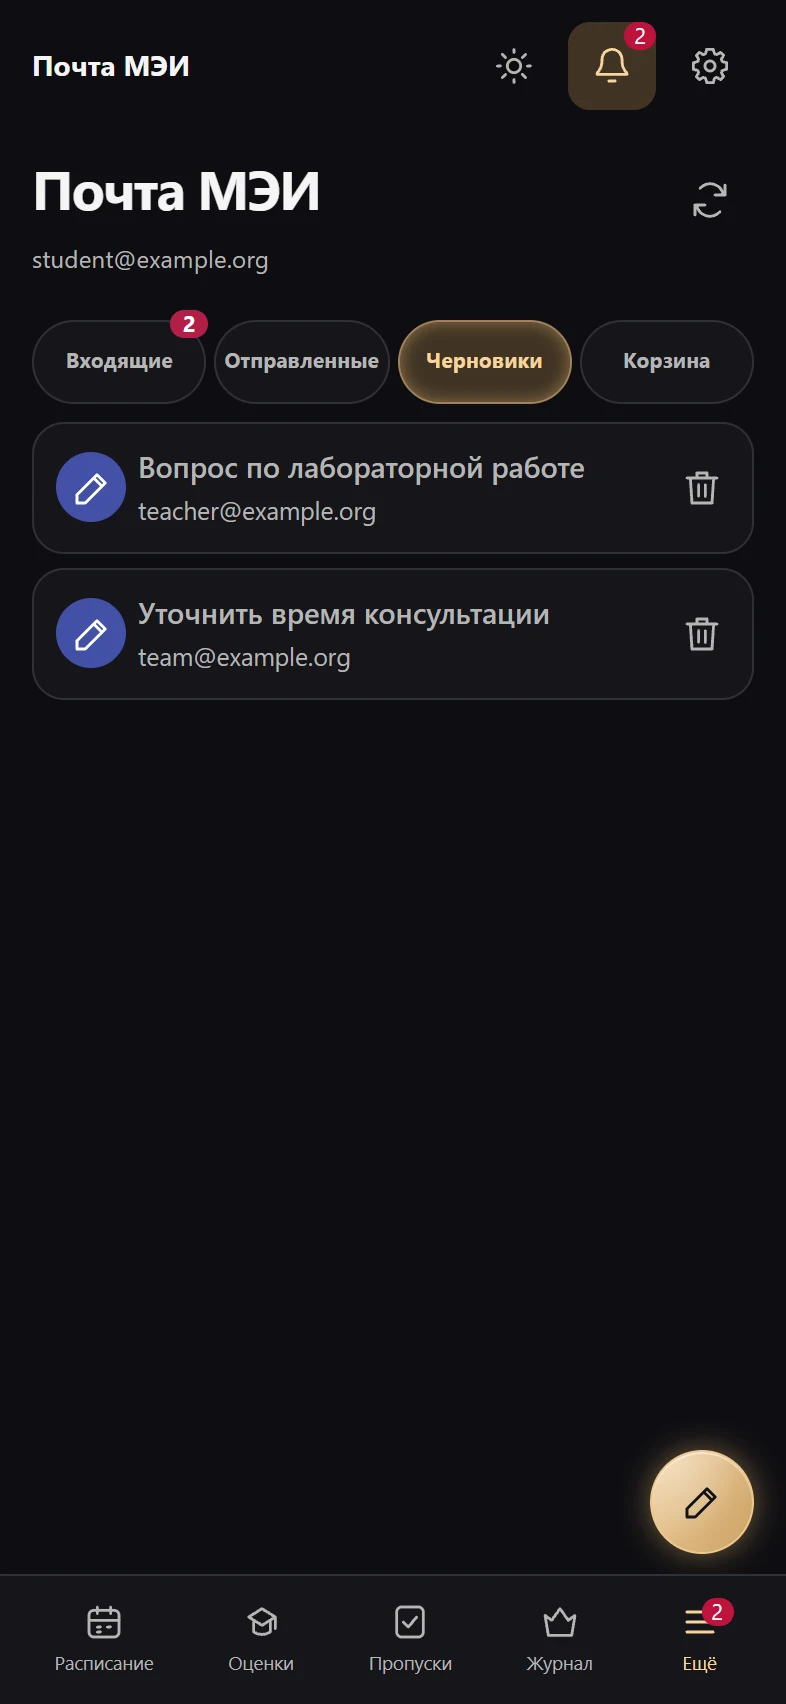 Почта МЭИ
2
Почта МЭИ
student@example.org
2
Входящие Отправленные Черновики Корзина
Вопрос по лабораторной работе
teacher@example.org
Уточнить время консультации
team@example.org
2
Расписание Оценки Пропуски Журнал Ещё